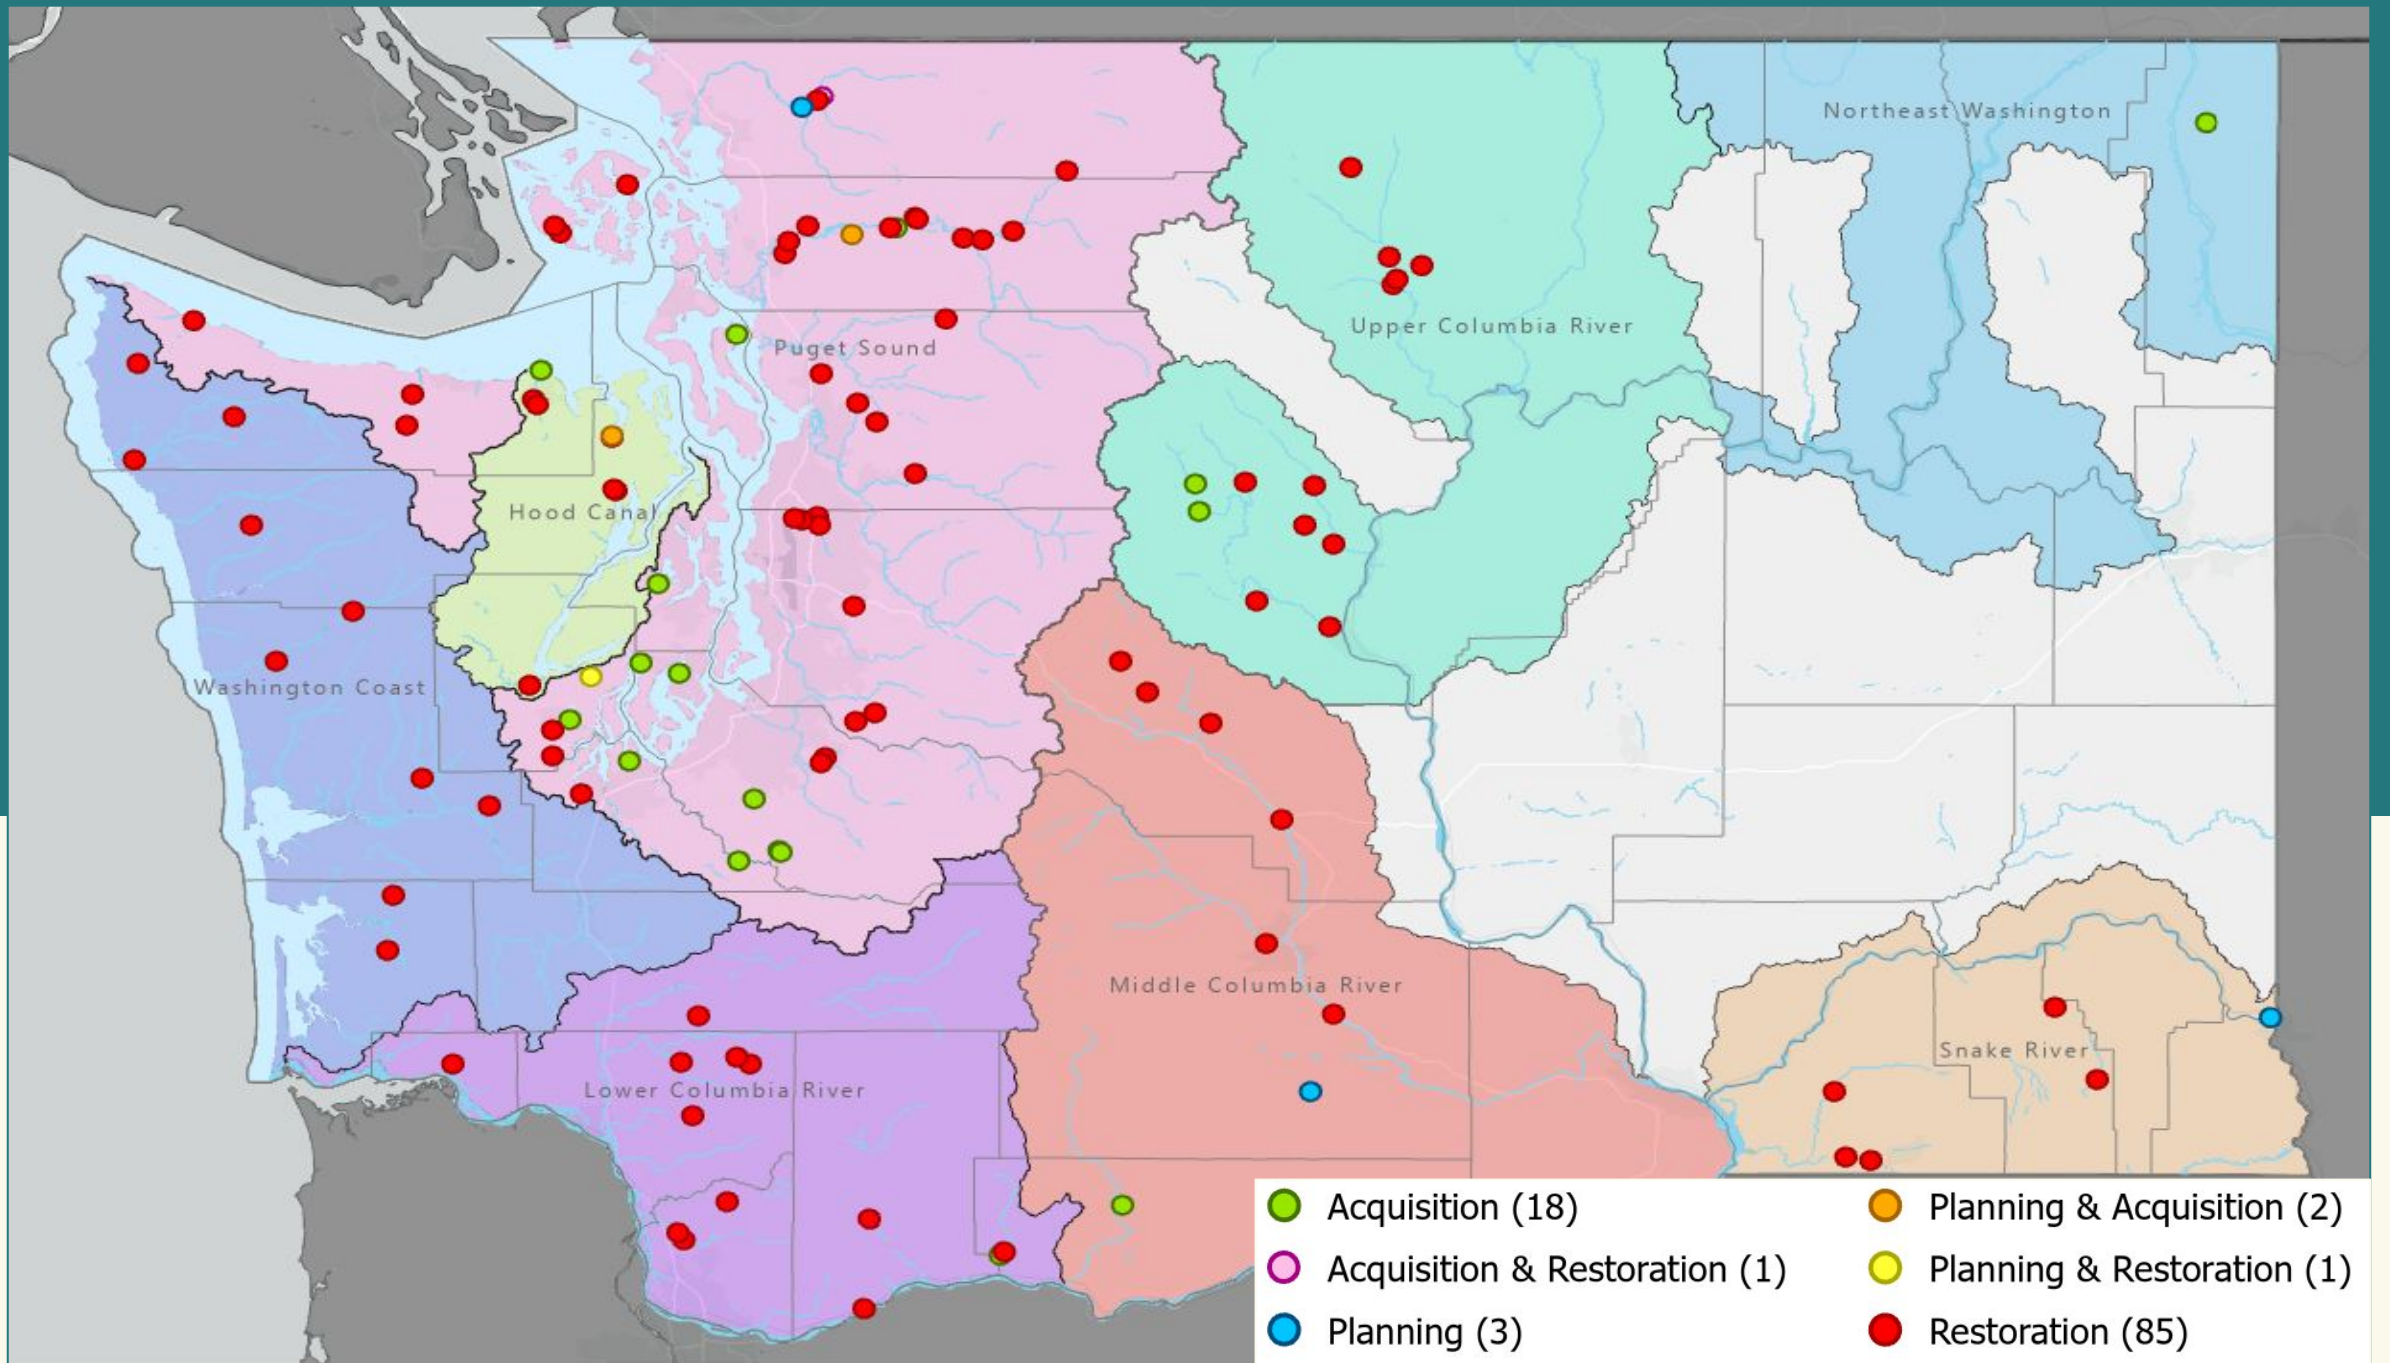 Northeast Washington
Upper Columbia River
Puget Sound
Hood Canal
Washington Coast
Middle Columbia River
Snake River
Lower Columbia River
Acquisition (18)
Acquisition & Restoration (1)
Planning (3)
Planning & Acquisition (2)
Planning & Restoration (1)
Restoration (85)